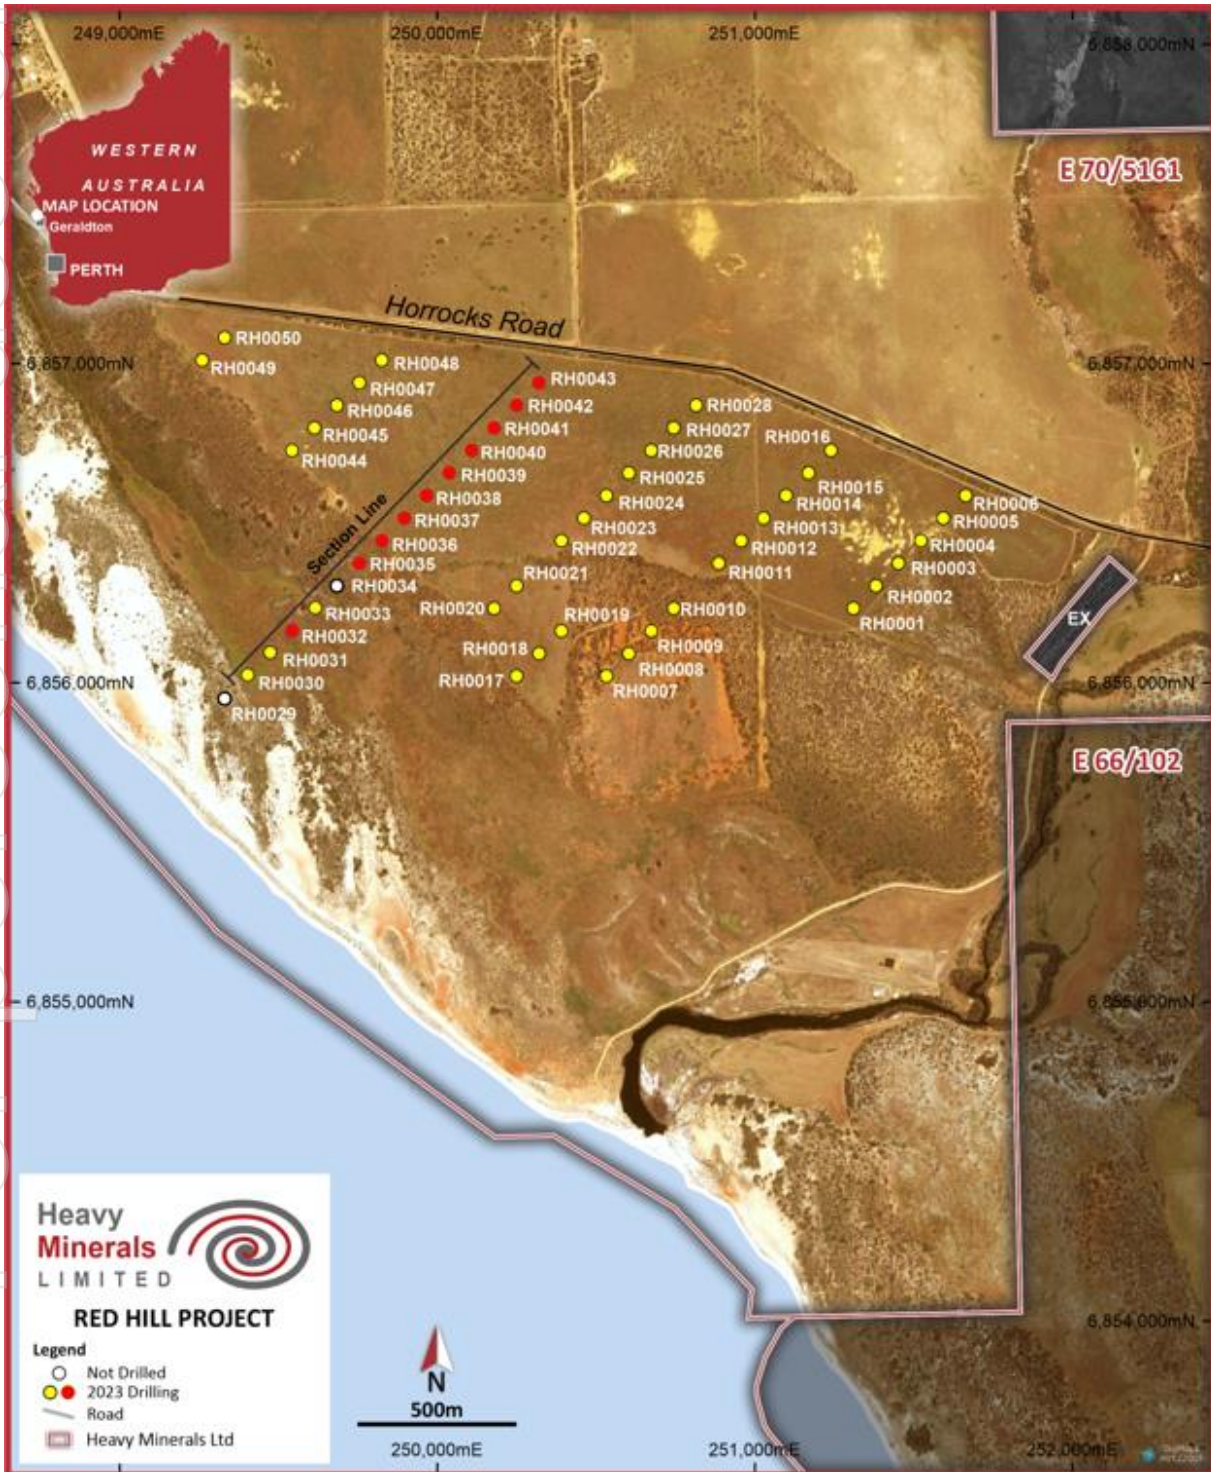 249,000mE
250,000mE
251,000mE
6,858,000mN
WESTERN
AUSTRALIA
MAP LOCATION
Geraldton
PERTH
E 70/5161
Horrocks Road
RH0050
RH0049
6,857,000mN
RH0048
RH0047
RH0046
RH0045
RH0044
RH0043
RH0042
RH0041
RH0040
RH0039
RH0038
RH0037
RH0036
RH0035
RH0034
RH0033
RH0032
RH0031
RH0030
RH0029
Section Line
RH0028
RH0027
RH0026
RH0025
RH0024
RH0023
RH0022
RH0021
RH0020
RH0019
RH0018
RH0017
RH0016
RH0015
RH0014
RH0013
RH0012
RH0011
RH0010
RH0009
RH0008
RH0007
6,857,000mN
RH0006
RH0005
RH0004
RH0003
RH0002
RH0001
EX
6,856,000mN
6,856,000mN
E 66/102
6,855,000mN
6,855,000mN
6,854,000mN
Heavy
Minerals
LIMITED
RED HILL PROJECT
Legend
Not Drilled
2023 Drilling
Road
Heavy Minerals Ltd
N
500m
250,000mE
251,000mE
252,000mE